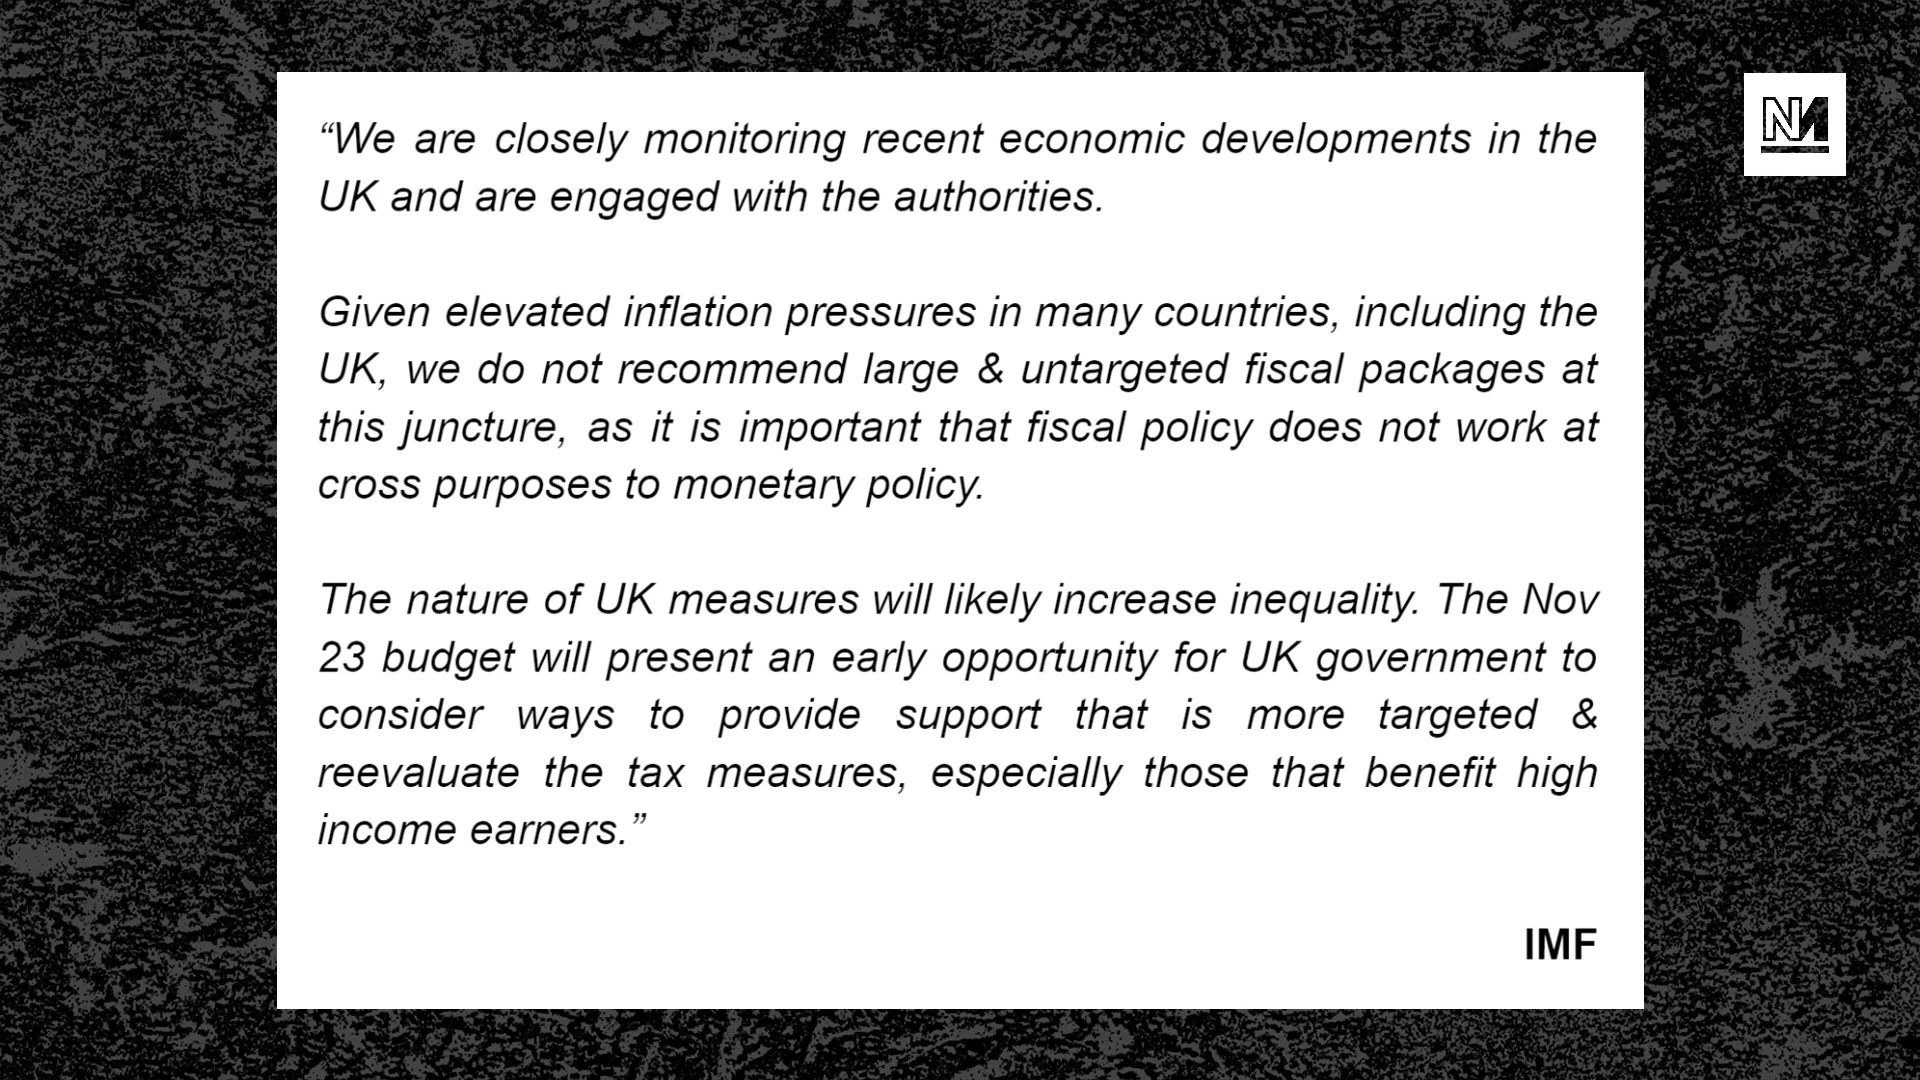 “We are closely monitoring recent economic developments in the
UK and are engaged with the authorities.
Given elevated inflation pressures in many countries, including the
UK, we do not recommend large & untargeted fiscal packages at
this juncture, as it is important that fiscal policy does not work at
cross purposes to monetary policy.
The nature of UK measures will likely increase inequality. The Nov
23 budget will present an early opportunity for UK government to
consider ways to provide support that is more targeted &
reevaluate the tax measures, especially those that benefit high
income earners.”
IMF